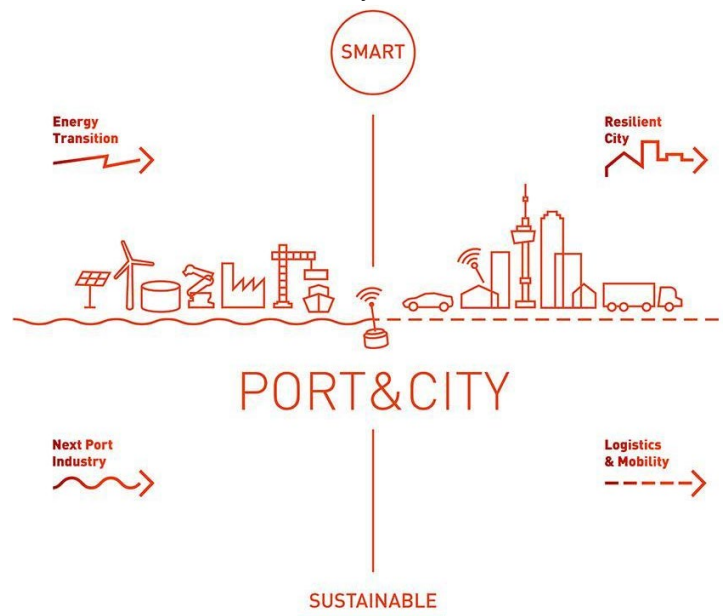 SMART
Energy
Transition
Resilient
City
PORT&CITY
Next Port
Industry
Logistics
& Mobility
SUSTAINABLE